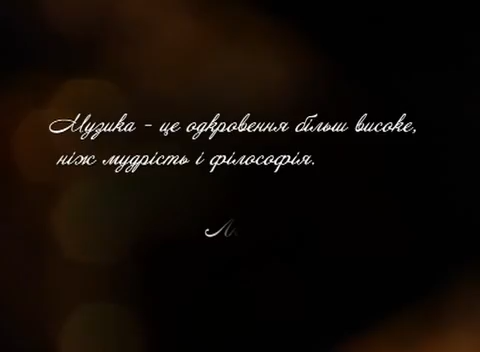 Музика - це одкровення більш високе,
ніж мудрість і філософія.